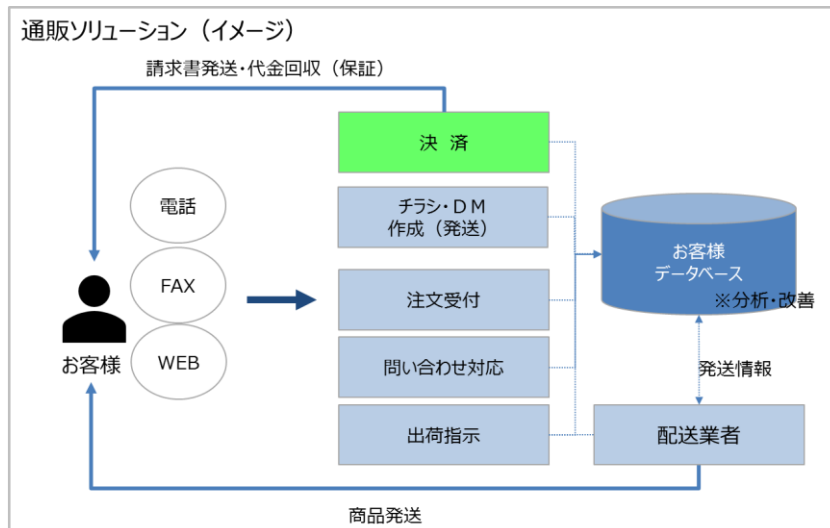 通販ソリューション（イメージ）
請求書発送・代金回収（保証）
決 済
電話
チラシ・ＤＭ
作成（発送）
お客様
データベース
FAX
注文受付
※分析・改善
お客様
WEB
問い合わせ対応
発送情報
出荷指示
配送業者
商品発送